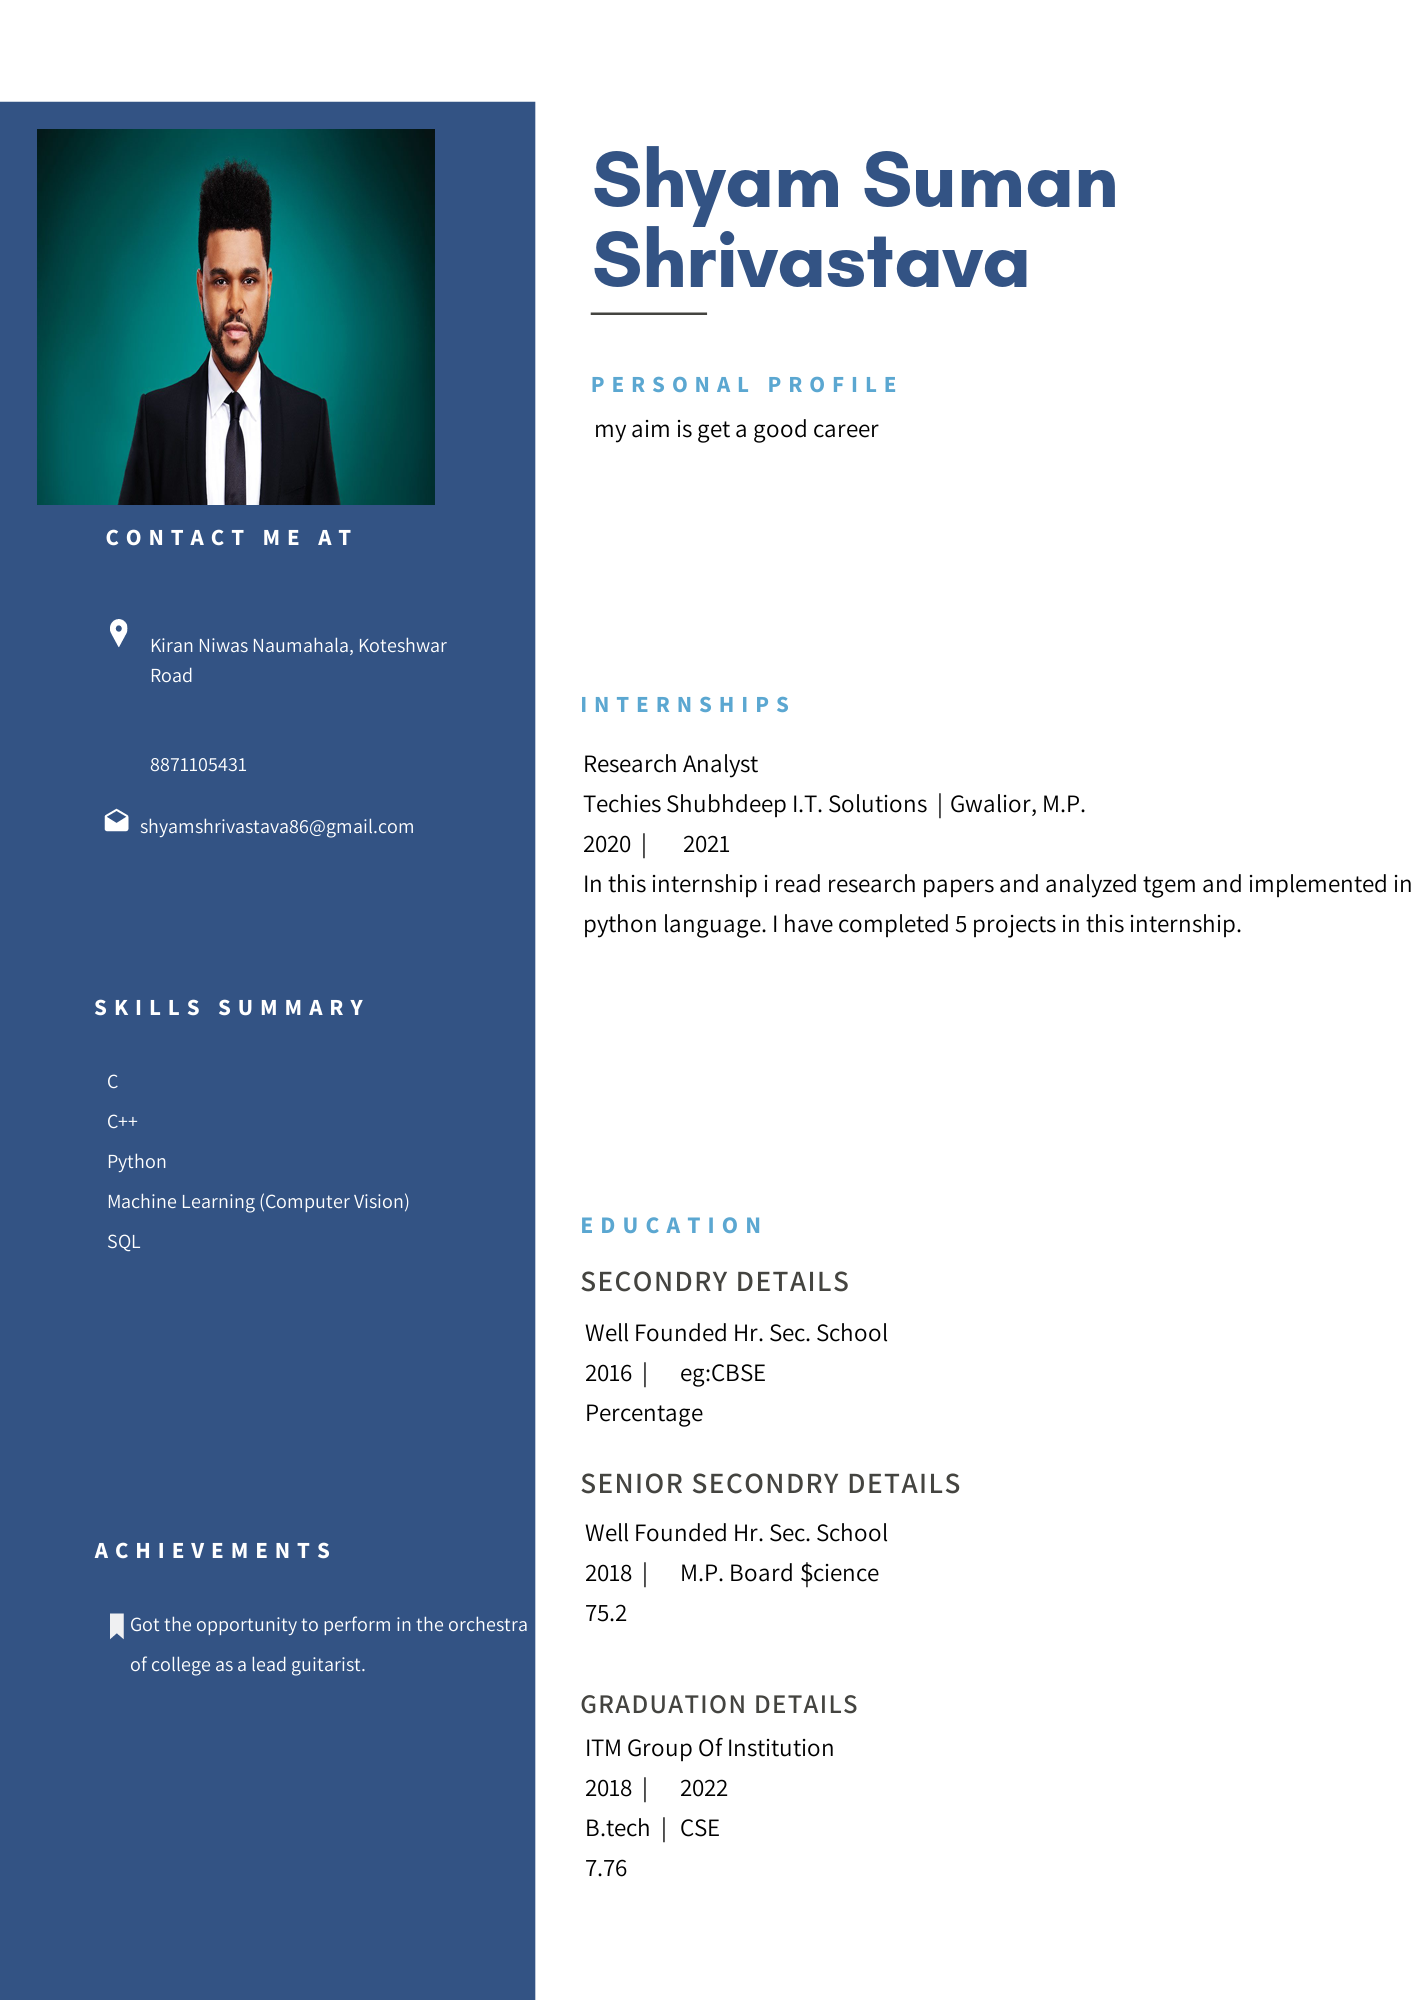 Shyam Suman
Shrivastava
PERSONAL PROFILE
my aim is get a good career
CONTACT ME AT
Kiran Niwas Naumahala, Koteshwar
Road
8871105431
shyamshrivastava86@gmail.com
SKILLS SUMMARY
C
C++
Python
Machine Learning (Computer Vision)
SQL
ACHIEVEMENTS
Got the opportunity to perform in the orchestra
of college as a lead guitarist.
INTERNSHIPS
Research Analyst
Techies Shubhdeep I.T. Solutions | Gwalior, M.P.
2020 | 2021
In this internship i read research papers and analyzed tgem and implemented in
python language. I have completed 5 projects in this internship.
EDUCATION
SECONDRY DETAILS
Well Founded Hr. Sec. School
2016 | eg:CBSE
Percentage
SENIOR SECONDRY DETAILS
Well Founded Hr. Sec. School
2018 | M.P. Board $cience
75.2
GRADUATION DETAILS
ITM Group Of Institution
2018 | 2022
B.tech | CSE
7.76